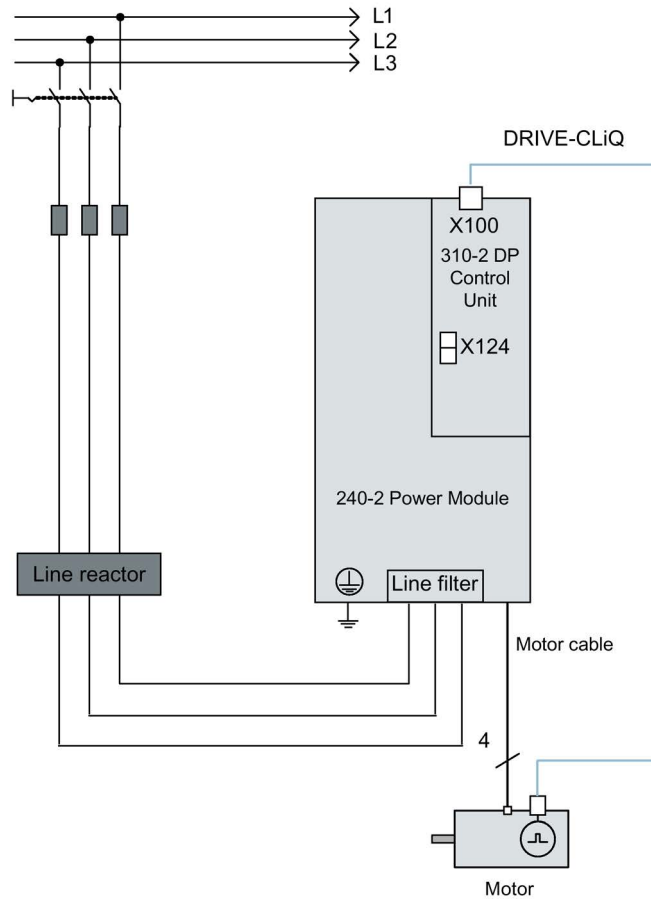 L1
L2
L3
DRIVE-CLiQ
X100
310-2 DP
Control
Unit
X124
240-2 Power Module
Line reactor
Line filter
Motor cable
4
Motor